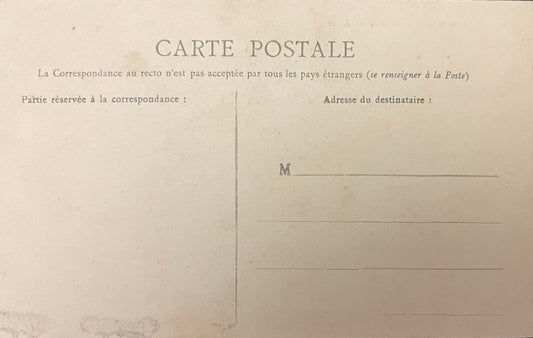 CARTE POSTALE
La Correspondance au recto n'est pas acceptée par tous les pays étrangers (se renseigner à la Poste)
Partie réservée à la correspondance :
Adresse du destinataire :
M